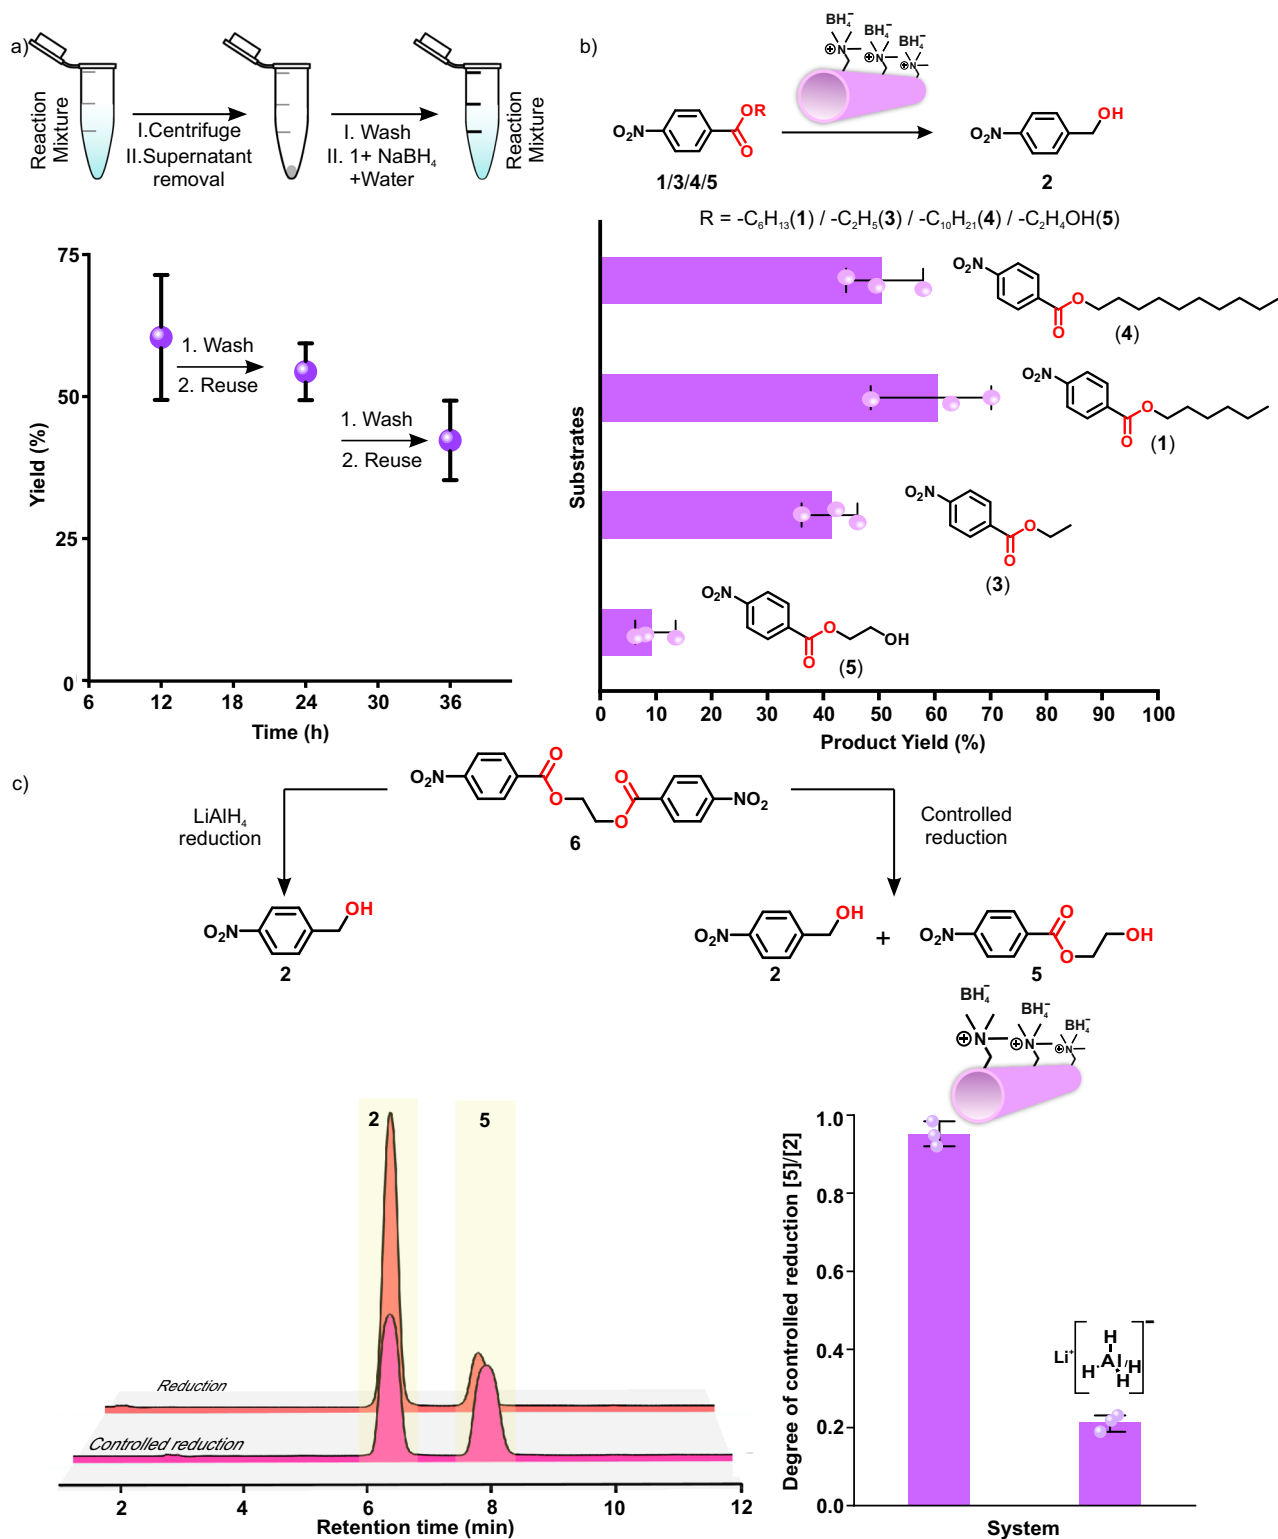 a)
Reaction
Mixture
I.Centrifuge
II.Supernatant
removal
I. Wash
II. 1+ NaBH₄
+Water
Reaction
Mixture
75
50
25
0
Yield (%)
1. Wash
2. Reuse
1. Wash
2. Reuse
6
12
18
24
30
36
Time (h)
b)
BH₄⁻
BH₄⁻
BH₄⁻
⊕N
⊕N
⊕N
O₂N
OR
O
1/3/4/5
O₂N
OH
2
R = -C₆H₁₃(1) / -C₂H₅(3) / -C₁₀H₂₁(4) / -C₂H₄OH(5)
Substrates
NO₂
O
O
(4)
NO₂
O
O
(1)
NO₂
O
O
(3)
NO₂
O
O
OH
(5)
0 10 20 30 40 50 60 70 80 90 100
Product Yield (%)
c)
O₂N
O
O
O
O
NO₂
6
LiAlH₄
reduction
Controlled
reduction
O₂N
OH
2
O₂N
OH
2
+
O₂N
O
O
OH
5
BH₄⁻
BH₄⁻
BH₄⁻
⊕N
⊕N
⊕N
2
5
Reduction
Controlled reduction
2 4 6 8 10 12
Retention time (min)
Degree of controlled reduction [5]/[2]
1.0
0.8
0.6
0.4
0.2
0.0
Li⁺
H
H Al H
H
−
System